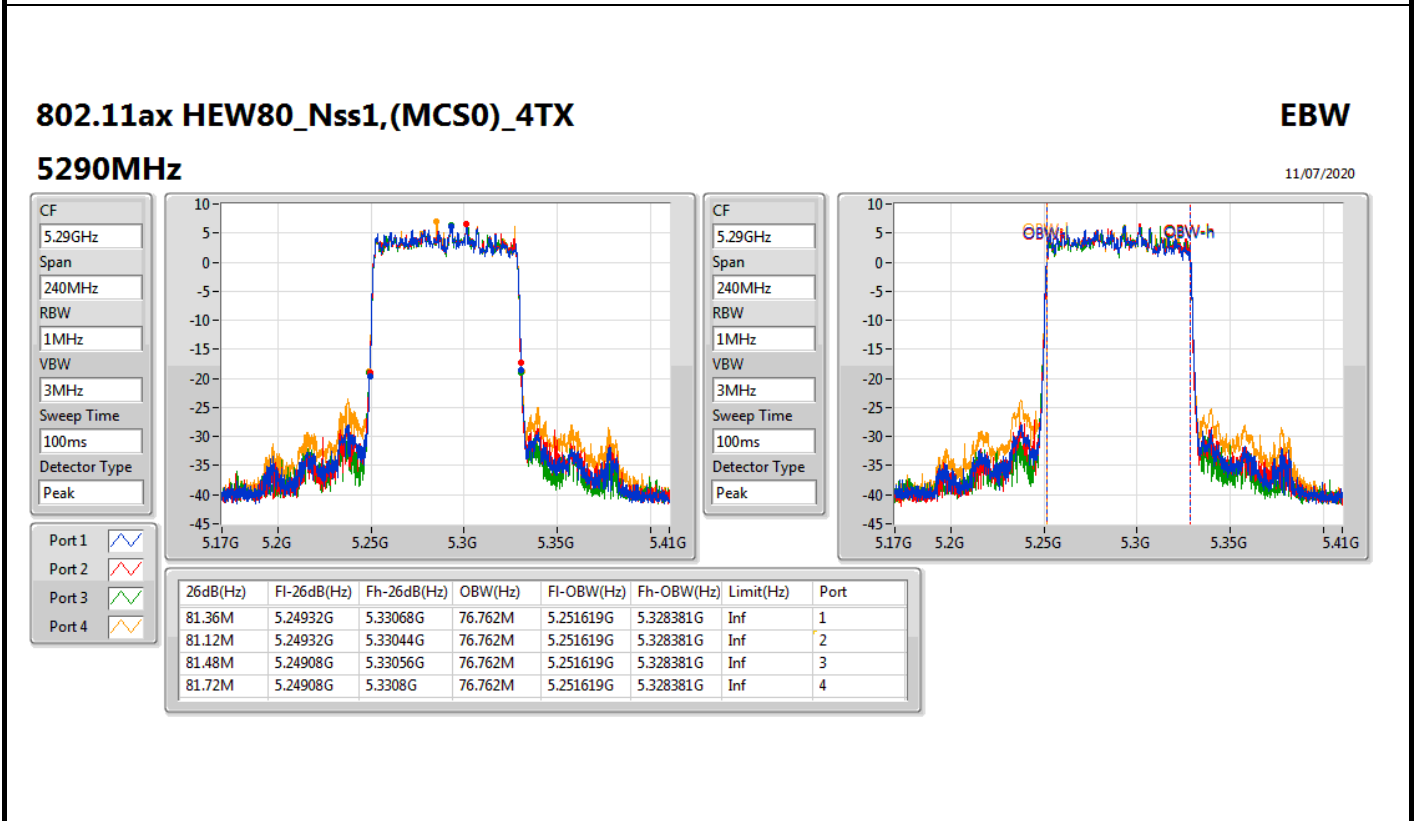 802.11ax HEW80_Nss1,(MCS0)_4TX
EBW
5290MHz
11/07/2020
CF
5.29GHz
Span
240MHz
RBW
1MHz
VBW
3MHz
Sweep Time
100ms
Detector Type
Peak
10
5
0
-5
-10
-15
-20
-25
-30
-35
-40
-45
5.17G 5.2G 5.25G 5.3G 5.35G 5.41G
CF
5.29GHz
Span
240MHz
RBW
1MHz
VBW
3MHz
Sweep Time
100ms
Detector Type
Peak
10
5
0
-5
-10
-15
-20
-25
-30
-35
-40
-45
OBW-h
5.17G 5.2G 5.25G 5.3G 5.35G 5.41G
Port 1
Port 2
Port 3
Port 4
26dB(Hz) Fl-26dB(Hz) Fh-26dB(Hz) OBW(Hz) Fl-OBW(Hz) Fh-OBW(Hz) Limit(Hz) Port
81.36M 5.24932G 5.33068G 76.762M 5.251619G 5.328381G Inf 1
81.12M 5.24932G 5.33044G 76.762M 5.251619G 5.328381G Inf 2
81.48M 5.24908G 5.33056G 76.762M 5.251619G 5.328381G Inf 3
81.72M 5.24908G 5.3308G 76.762M 5.251619G 5.328381G Inf 4